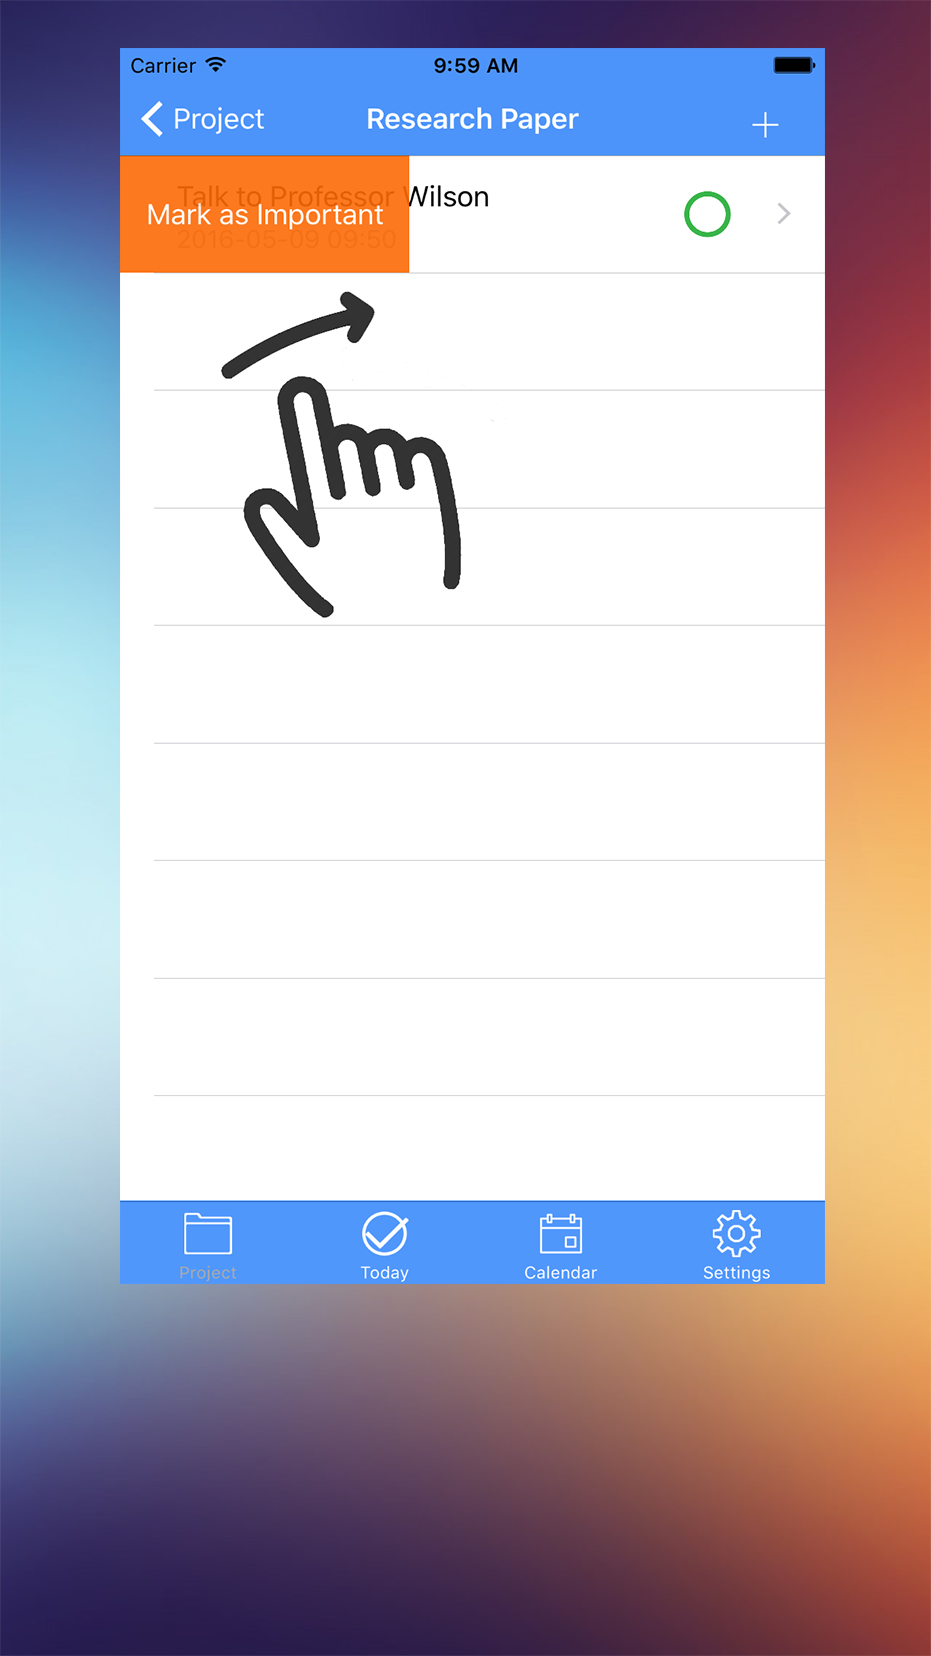 Carrier 9:59 AM
Project Research Paper
Talk to Professor Wilson
Mark as Important
2016-05-09 09:50
Project Today Calendar Settings